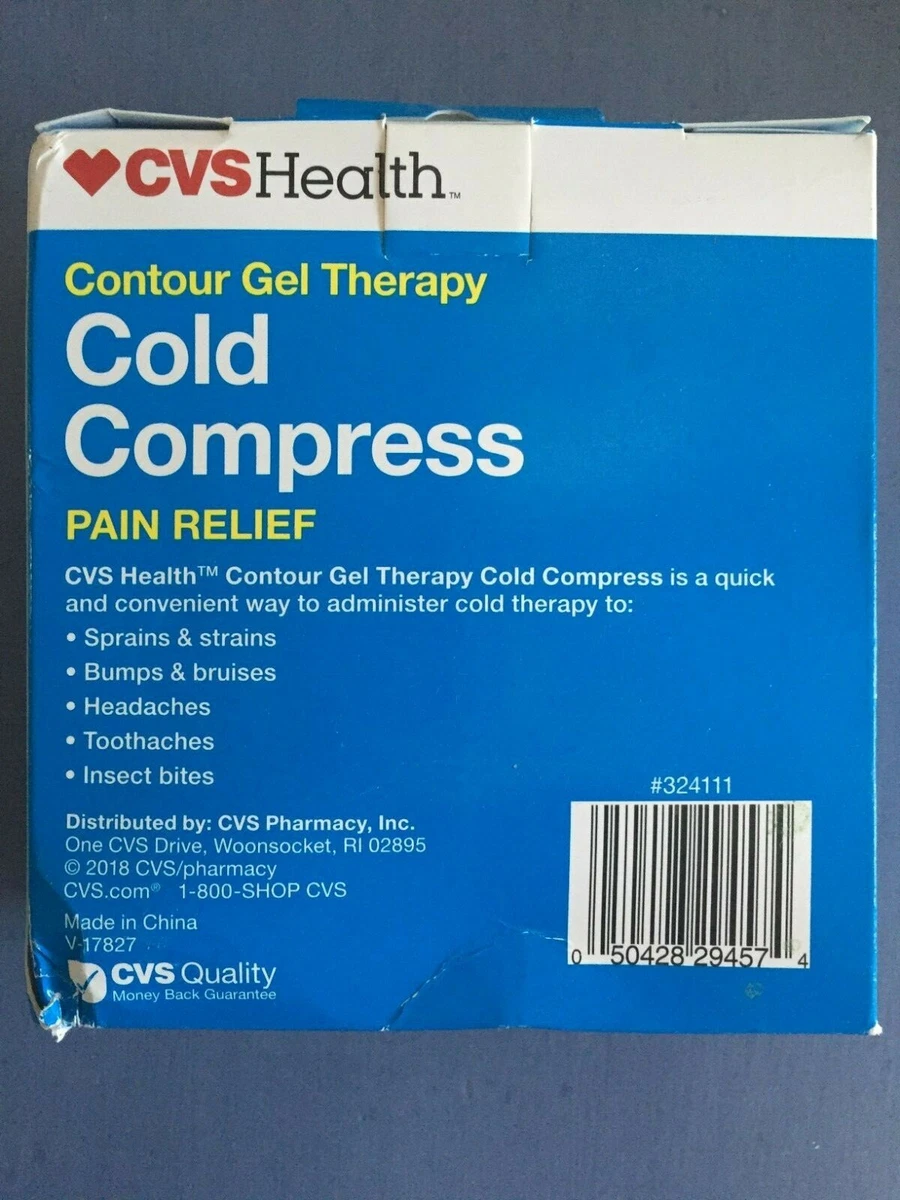 CVSHealth™
Contour Gel Therapy
Cold
Compress
PAIN RELIEF
CVS Health™ Contour Gel Therapy Cold Compress is a quick
and convenient way to administer cold therapy to:
• Sprains & strains
• Bumps & bruises
• Headaches
• Toothaches
• Insect bites
Distributed by: CVS Pharmacy, Inc.
One CVS Drive, Woonsocket, RI 02895
© 2018 CVS/pharmacy
CVS.com® 1-800-SHOP CVS
Made in China
V-17827
CVS Quality
Money Back Guarantee
#324111
0 50428 29457 4